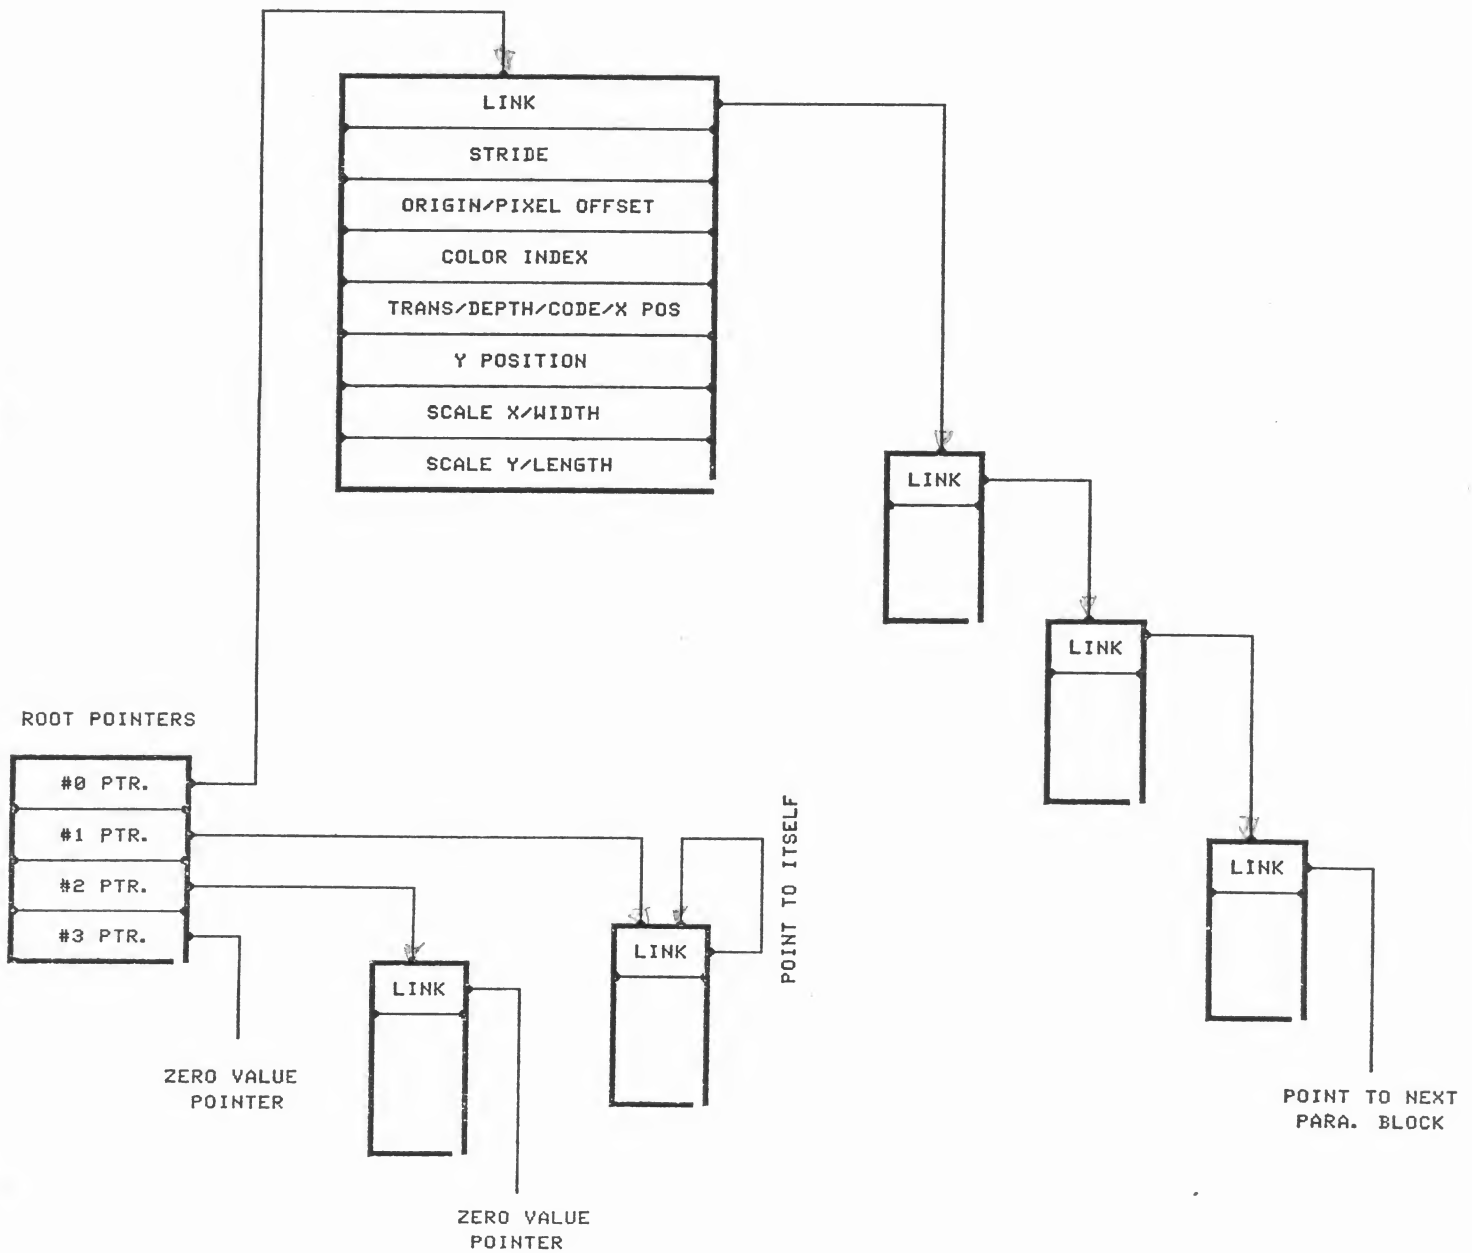 LINK
STRIDE
ORIGIN/PIXEL OFFSET
COLOR INDEX
TRANS/DEPTH/CODE/X POS
Y POSITION
SCALE X/WIDTH
SCALE Y/LENGTH
LINK
LINK
LINK
POINT TO NEXT
PARA. BLOCK
ROOT POINTERS
#0 PTR.
#1 PTR.
#2 PTR.
#3 PTR.
ZERO VALUE
POINTER
LINK
ZERO VALUE
POINTER
LINK
POINT TO ITSELF